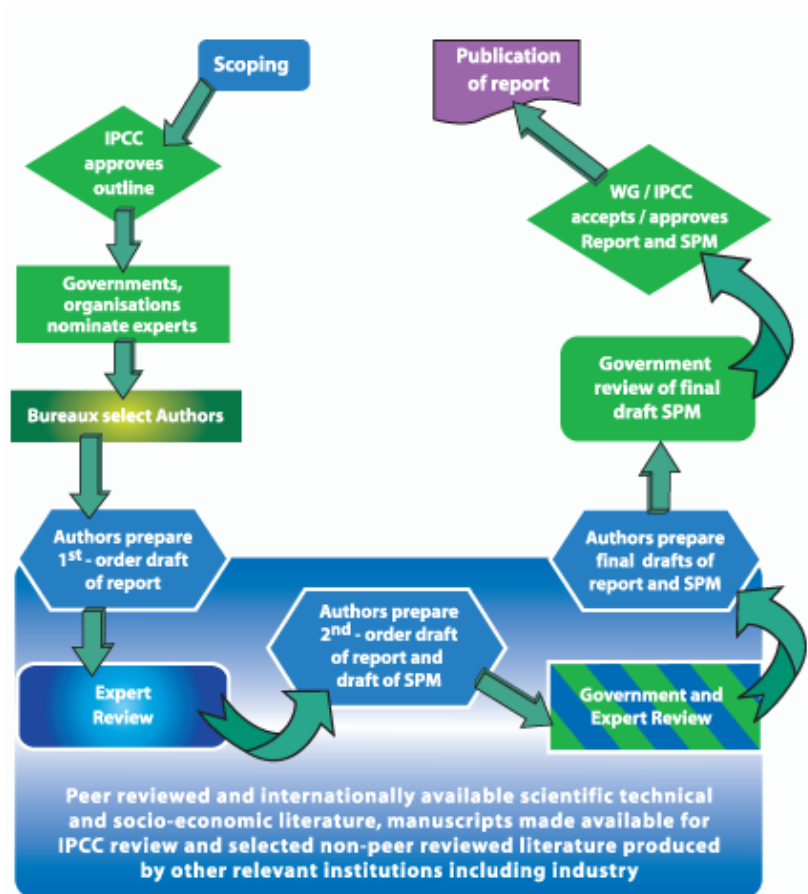 Scoping
IPCC
approves
outline
Governments,
organisations
nominate experts
Bureaux select Authors
Authors prepare
1st - order draft
of report
Expert
Review
Authors prepare
2nd - order draft
of report and
draft of SPM
Government and
Expert Review
Authors prepare
final drafts of
report and SPM
Government
review of final
draft SPM
WG / IPCC
accepts / approves
Report and SPM
Publication
of report
Peer reviewed and internationally available scientific technical
and socio-economic literature, manuscripts made available for
IPCC review and selected non-peer reviewed literature produced
by other relevant institutions including industry